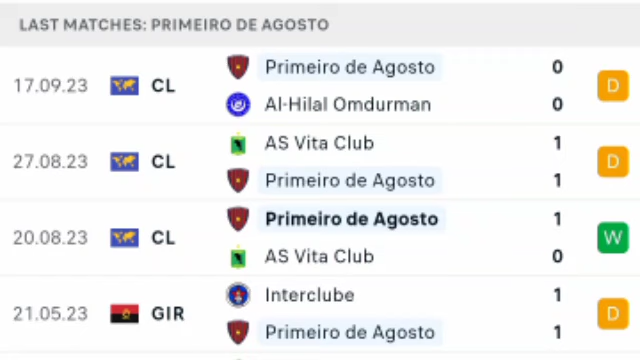 LAST MATCHES: PRIMEIRO DE AGOSTO
17.09.23 CL Primeiro de Agosto 0 D
Al-Hilal Omdurman 0
27.08.23 CL AS Vita Club 1 D
Primeiro de Agosto 1
20.08.23 CL Primeiro de Agosto 1 W
AS Vita Club 0
21.05.23 GIR Interclube 1 D
Primeiro de Agosto 1